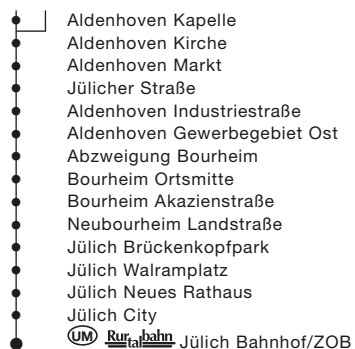 Aldenhoven Kapelle
Aldenhoven Kirche
Aldenhoven Markt
Jülicher Straße
Aldenhoven Industriestraße
Aldenhoven Gewerbegebiet Ost
Abzweigung Bourheim
Bourheim Ortsmitte
Bourheim Akazienstraße
Neubourheim Landstraße
Jülich Brückenkopfpark
Jülich Walramplatz
Jülich Neues Rathaus
Jülich City
UM Rurtalbahn Jülich Bahnhof/ZOB